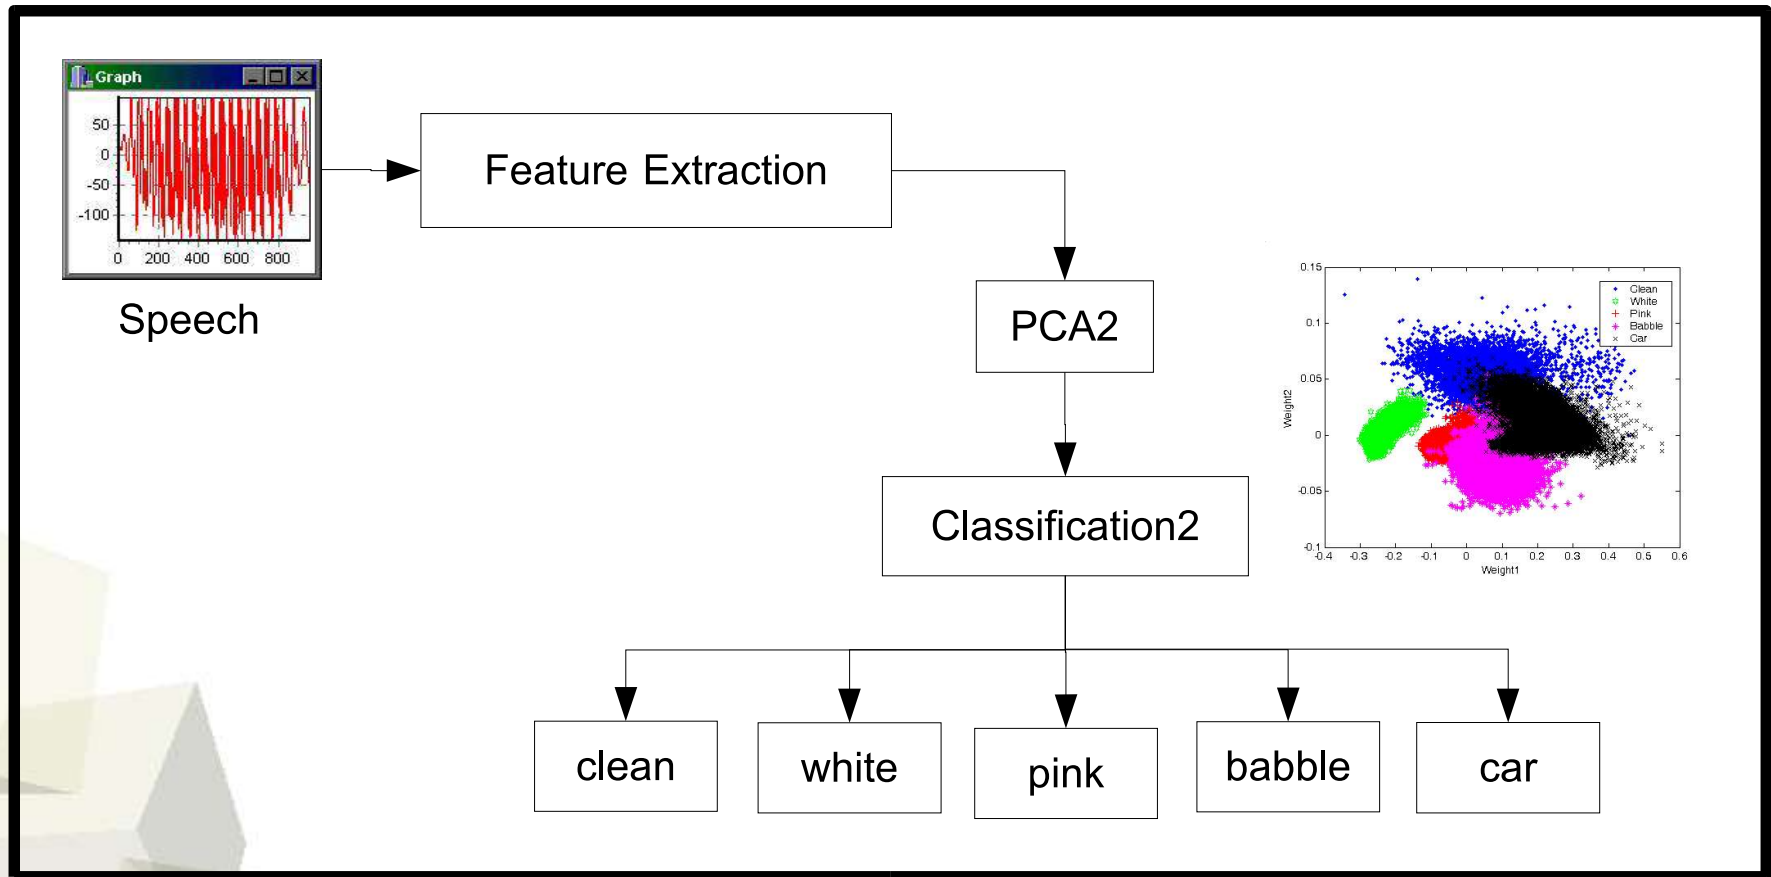 Graph
50
0
-50
-100
0 200 400 600 800
Speech
Feature Extraction
PCA2
Classification2
clean
white
pink
babble
car
0.15
0.1
0.05
0
-0.05
-0.1
Weight2
-0.4 -0.3 -0.2 -0.1 0 0.1 0.2 0.3 0.4 0.5 0.6
Weight1
Clean
White
Pink
Babble
Car